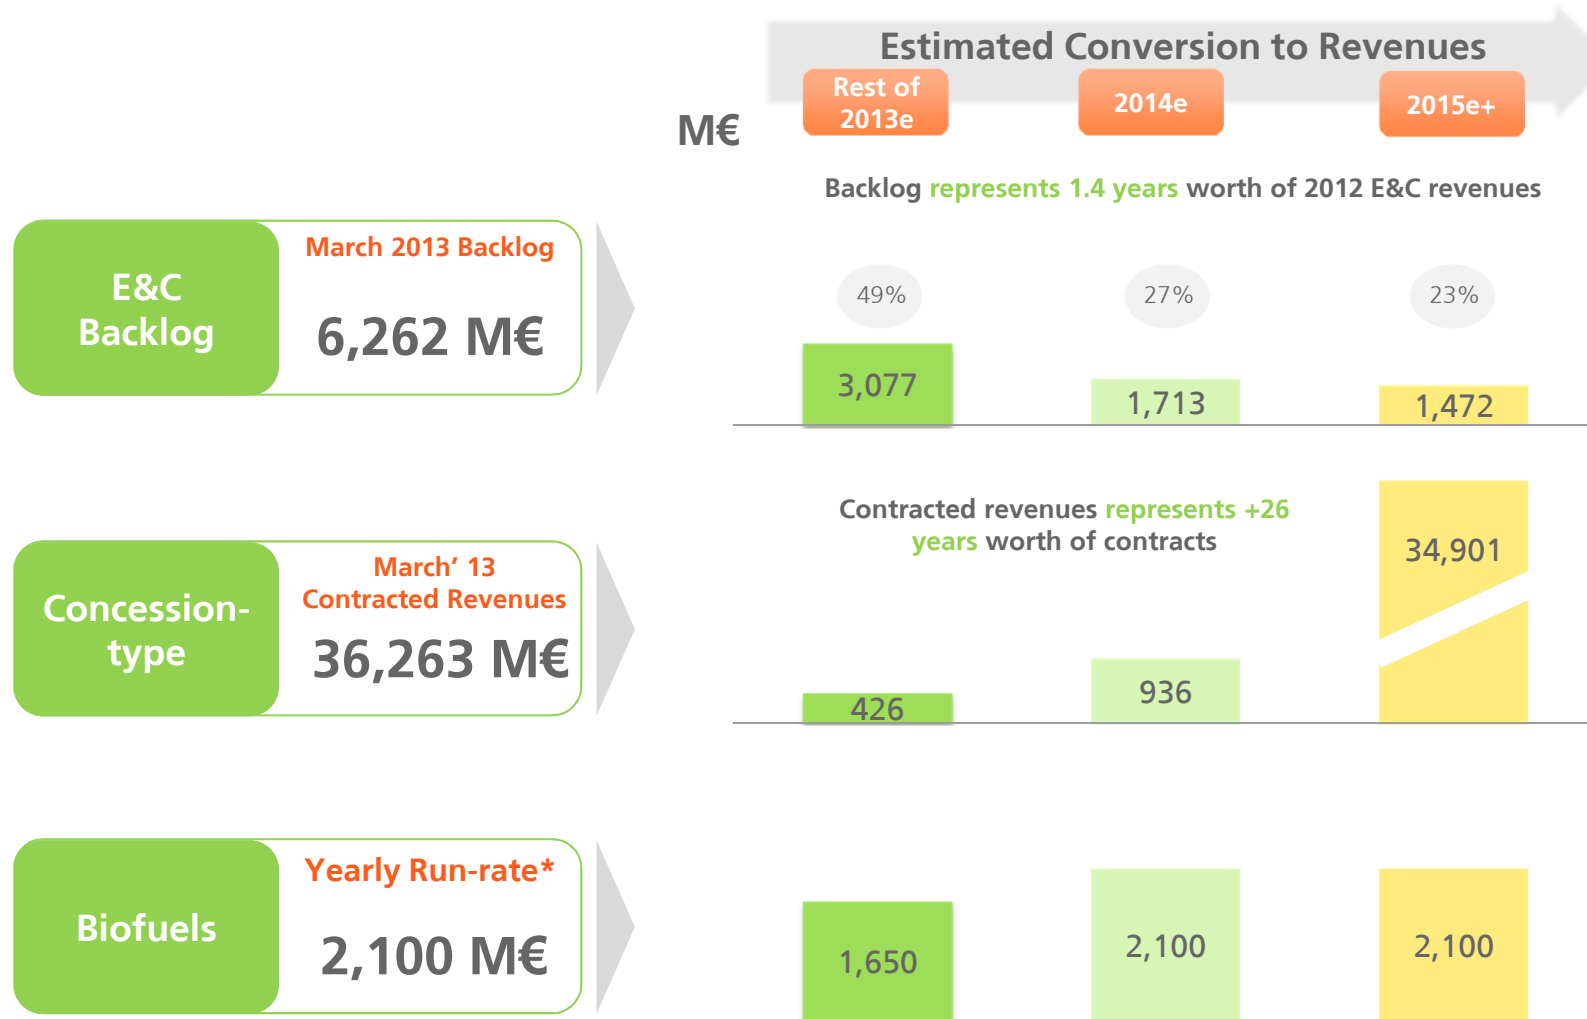 Estimated Conversion to Revenues
Rest of
2013e
2014e
2015e+
M€
Backlog represents 1.4 years worth of 2012 E&C revenues
E&C
Backlog
March 2013 Backlog
6,262 M€
49%
27%
23%
3,077
1,713
1,472
Contracted revenues represents +26
years worth of contracts
Concession-
type
March’ 13
Contracted Revenues
36,263 M€
426
936
34,901
Biofuels
Yearly Run-rate*
2,100 M€
1,650
2,100
2,100